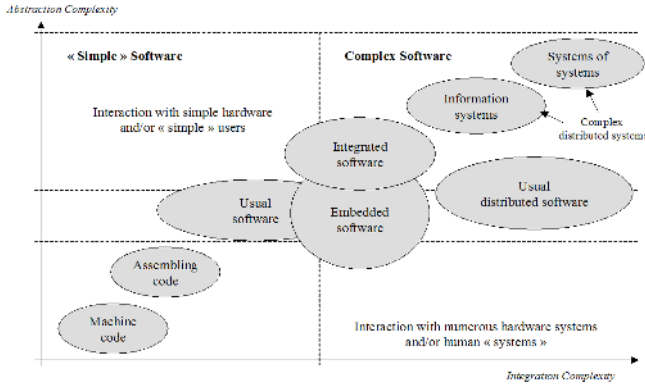 Abstraction Complexity
« Simple » Software
Complex Software
Systems of
systems
Interaction with simple hardware
and/or « simple » users
Information
systems
Complex
distributed systems
Integrated
software
Usual
software
Embedded
software
Usual
distributed software
Assembling
code
Machine
code
Interaction with numerous hardware systems
and/or human « systems »
Integration Complexity